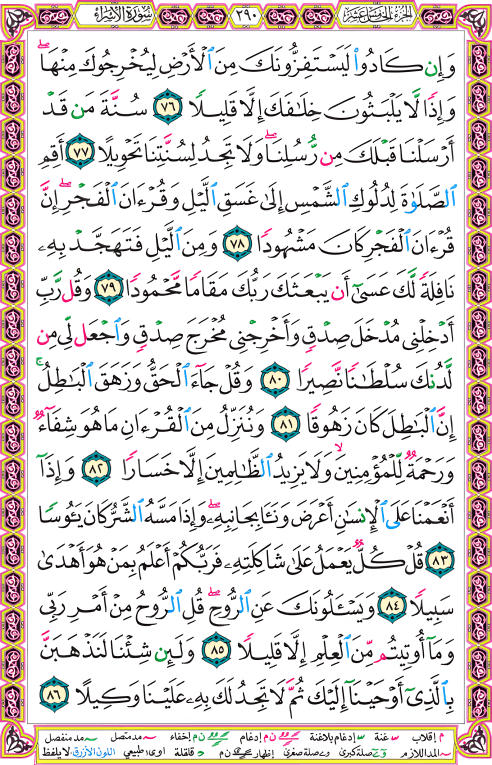 الجزء الخامس عشر ٢٩٠ سورة الإسراء
وَإِن كَادُوا۟ لَيَسْتَفِزُّونَكَ مِنَ ٱلْأَرْضِ لِيُخْرِجُوكَ مِنْهَا ۖ
وَإِذًا لَّا يَلْبَثُونَ خِلَـٰفَكَ إِلَّا قَلِيلًا ٧٦ سُنَّةَ مَن قَدْ
أَرْسَلْنَا قَبْلَكَ مِن رُّسُلِنَا ۖ وَلَا تَجِدُ لِسُنَّتِنَا تَحْوِيلًا ٧٧ أَقِمِ
ٱلصَّلَوٰةَ لِدُلُوكِ ٱلشَّمْسِ إِلَىٰ غَسَقِ ٱلَّيْلِ وَقُرْءَانَ ٱلْفَجْرِ ۖ إِنَّ
قُرْءَانَ ٱلْفَجْرِ كَانَ مَشْهُودًا ٧٨ وَمِنَ ٱلَّيْلِ فَتَهَجَّدْ بِهِۦ
نَافِلَةً لَّكَ عَسَىٰٓ أَن يَبْعَثَكَ رَبُّكَ مَقَامًا مَّحْمُودًا ٧٩ وَقُل رَّبِّ
أَدْخِلْنِى مُدْخَلَ صِدْقٍ وَأَخْرِجْنِى مُخْرَجَ صِدْقٍ وَٱجْعَل لِّى مِن
لَّدُنكَ سُلْطَـٰنًا نَّصِيرًا ٨٠ وَقُلْ جَآءَ ٱلْحَقُّ وَزَهَقَ ٱلْبَـٰطِلُ ۚ
إِنَّ ٱلْبَـٰطِلَ كَانَ زَهُوقًا ٨١ وَنُنَزِّلُ مِنَ ٱلْقُرْءَانِ مَا هُوَ شِفَآءٌ
وَرَحْمَةٌ لِّلْمُؤْمِنِينَ ۙ وَلَا يَزِيدُ ٱلظَّـٰلِمِينَ إِلَّا خَسَارًا ٨٢ وَإِذَآ
أَنْعَمْنَا عَلَى ٱلْإِنسَـٰنِ أَعْرَضَ وَنَـَٔا بِجَانِبِهِۦ ۖ وَإِذَا مَسَّهُ ٱلشَّرُّ كَانَ يَـُٔوسًا
٨٣ قُلْ كُلٌّ يَعْمَلُ عَلَىٰ شَاكِلَتِهِۦ فَرَبُّكُمْ أَعْلَمُ بِمَنْ هُوَ أَهْدَىٰ
سَبِيلًا ٨٤ وَيَسْـَٔلُونَكَ عَنِ ٱلرُّوحِ ۖ قُلِ ٱلرُّوحُ مِنْ أَمْرِ رَبِّى
وَمَآ أُوتِيتُم مِّنَ ٱلْعِلْمِ إِلَّا قَلِيلًا ٨٥ وَلَئِن شِئْنَا لَنَذْهَبَنَّ
بِٱلَّذِىٓ أَوْحَيْنَآ إِلَيْكَ ثُمَّ لَا تَجِدُ لَكَ بِهِۦ عَلَيْنَا وَكِيلًا ٨٦
م إقلاب غنة إدغام بلاغنة ن م إدغام ن م إخفاء مد متصل مد منفصل
المد اللازم صلة كبرى صلة صغرى إظهار ن م قلقلة اوى طبيعي اللون الأزرق لا يلفظ